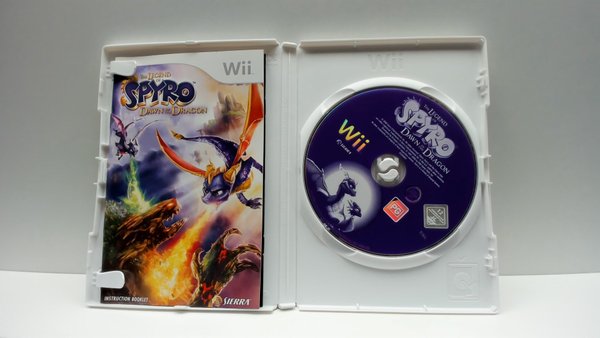 Wii
THE LEGEND OF
SPYRO
DAWN OF THE DRAGON
INSTRUCTION BOOKLET
SIERRA
Wii
THE LEGEND OF
SPYRO
DAWN OF THE DRAGON
Wii
PG